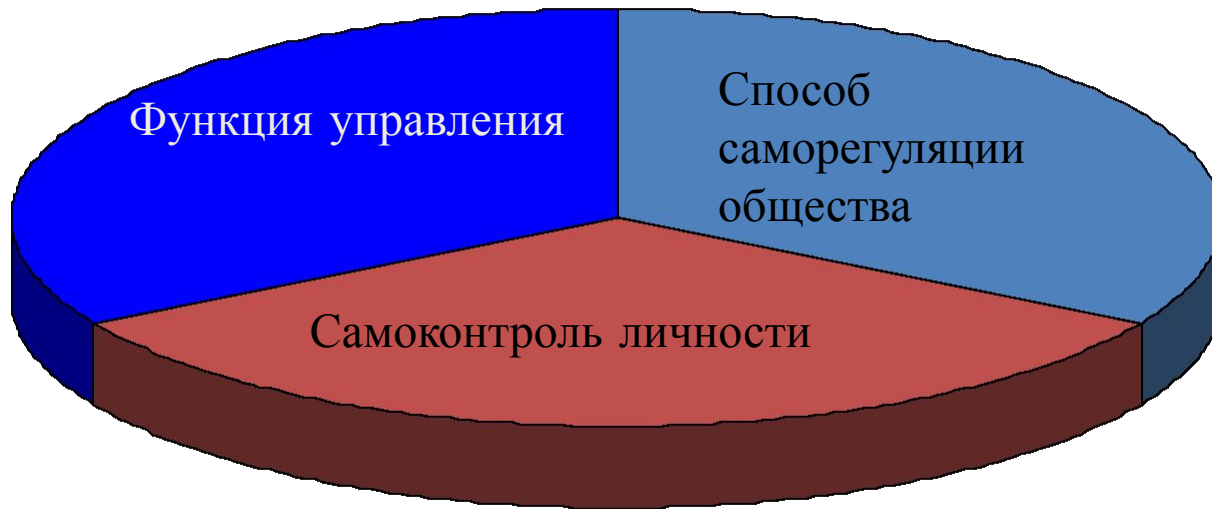 Функция управления
Способ
саморегуляции
общества
Самоконтроль личности